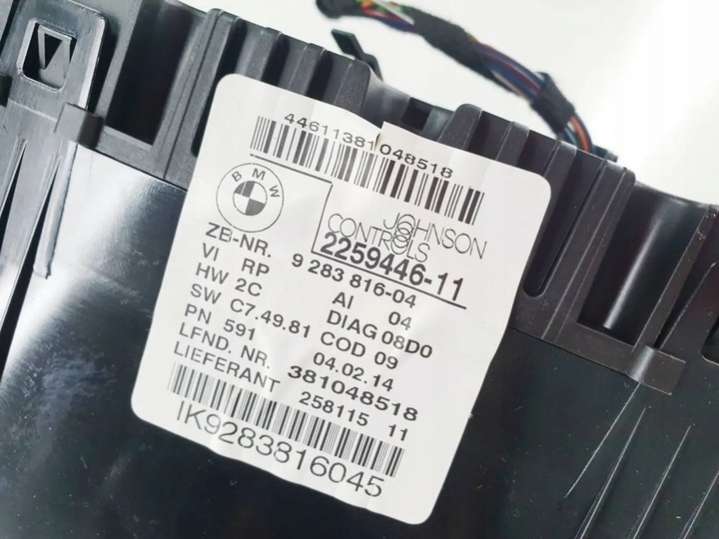 44611381048518
BMW
JOHNSON
CONTROLS
2259446-11
ZB-NR. 9 283 816-04
VI RP AI 04
HW 2C DIAG 08D0
SW C7.49.81 COD 09
PN 591 04.02.14
LFND. NR. 381048518
LIEFERANT 258115 11
IK9283816045